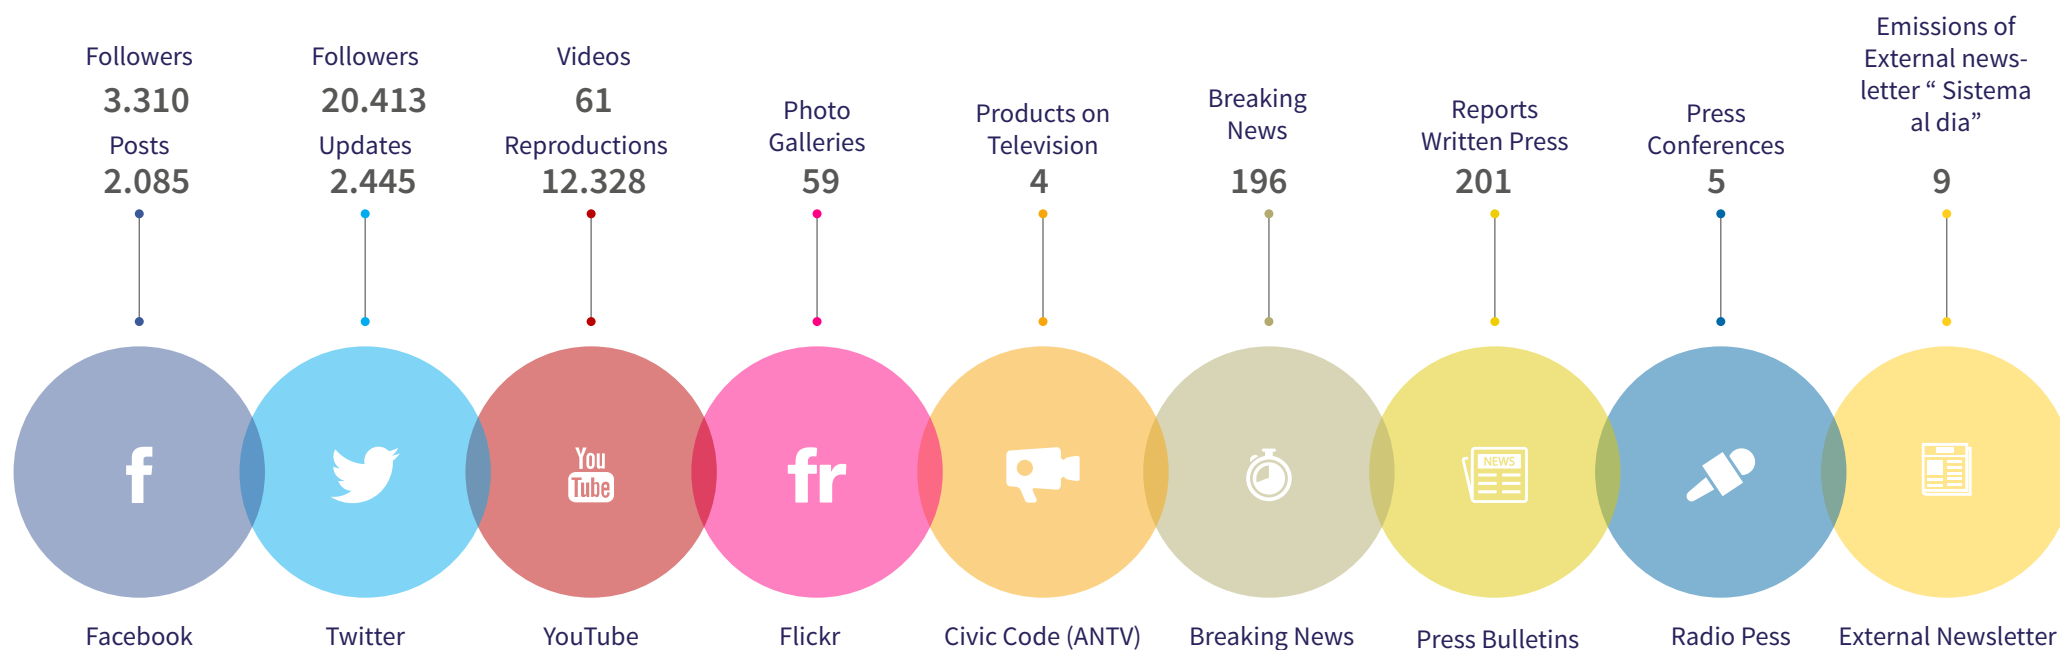 Followers
3.310
Posts
2.085
Followers
20.413
Updates
2.445
Videos
61
Reproductions
12.328
Photo
Galleries
59
Products on
Television
4
Breaking
News
196
Reports
Written Press
201
Press
Conferences
5
Emissions of
External news-
letter “ Sistema
al dia”
9
f
You
Tube
fr
NEWS
Facebook
Twitter
YouTube
Flickr
Civic Code (ANTV)
Breaking News
Press Bulletins
Radio Pess
External Newsletter